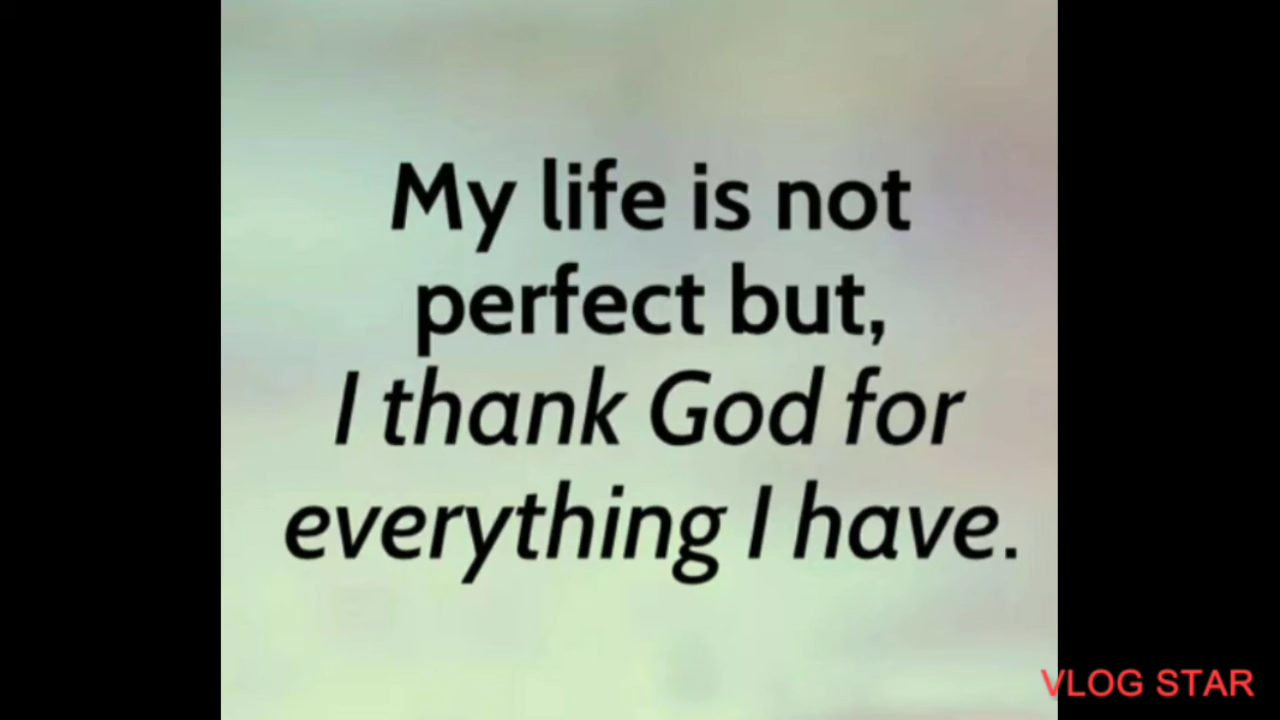 My life is not
perfect but,
I thank God for
everything I have.
VLOG STAR